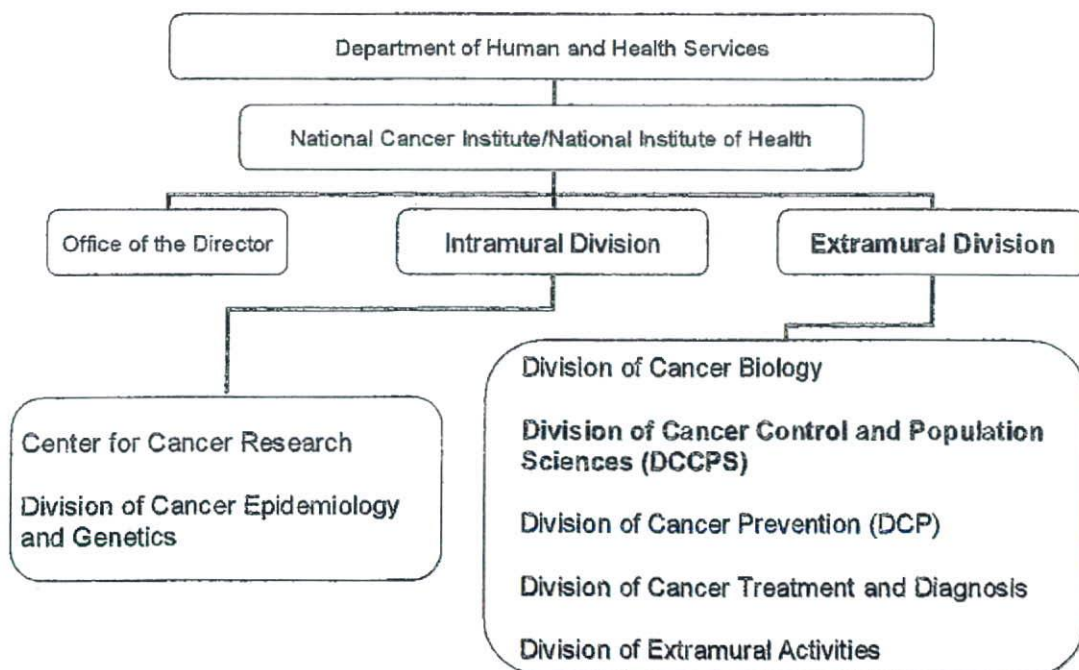 Department of Human and Health Services
National Cancer Institute/National Institute of Health
Office of the Director
Intramural Division
Extramural Division
Center for Cancer Research
Division of Cancer Epidemiology
and Genetics
Division of Cancer Biology
Division of Cancer Control and Population
Sciences (DCCPS)
Division of Cancer Prevention (DCP)
Division of Cancer Treatment and Diagnosis
Division of Extramural Activities